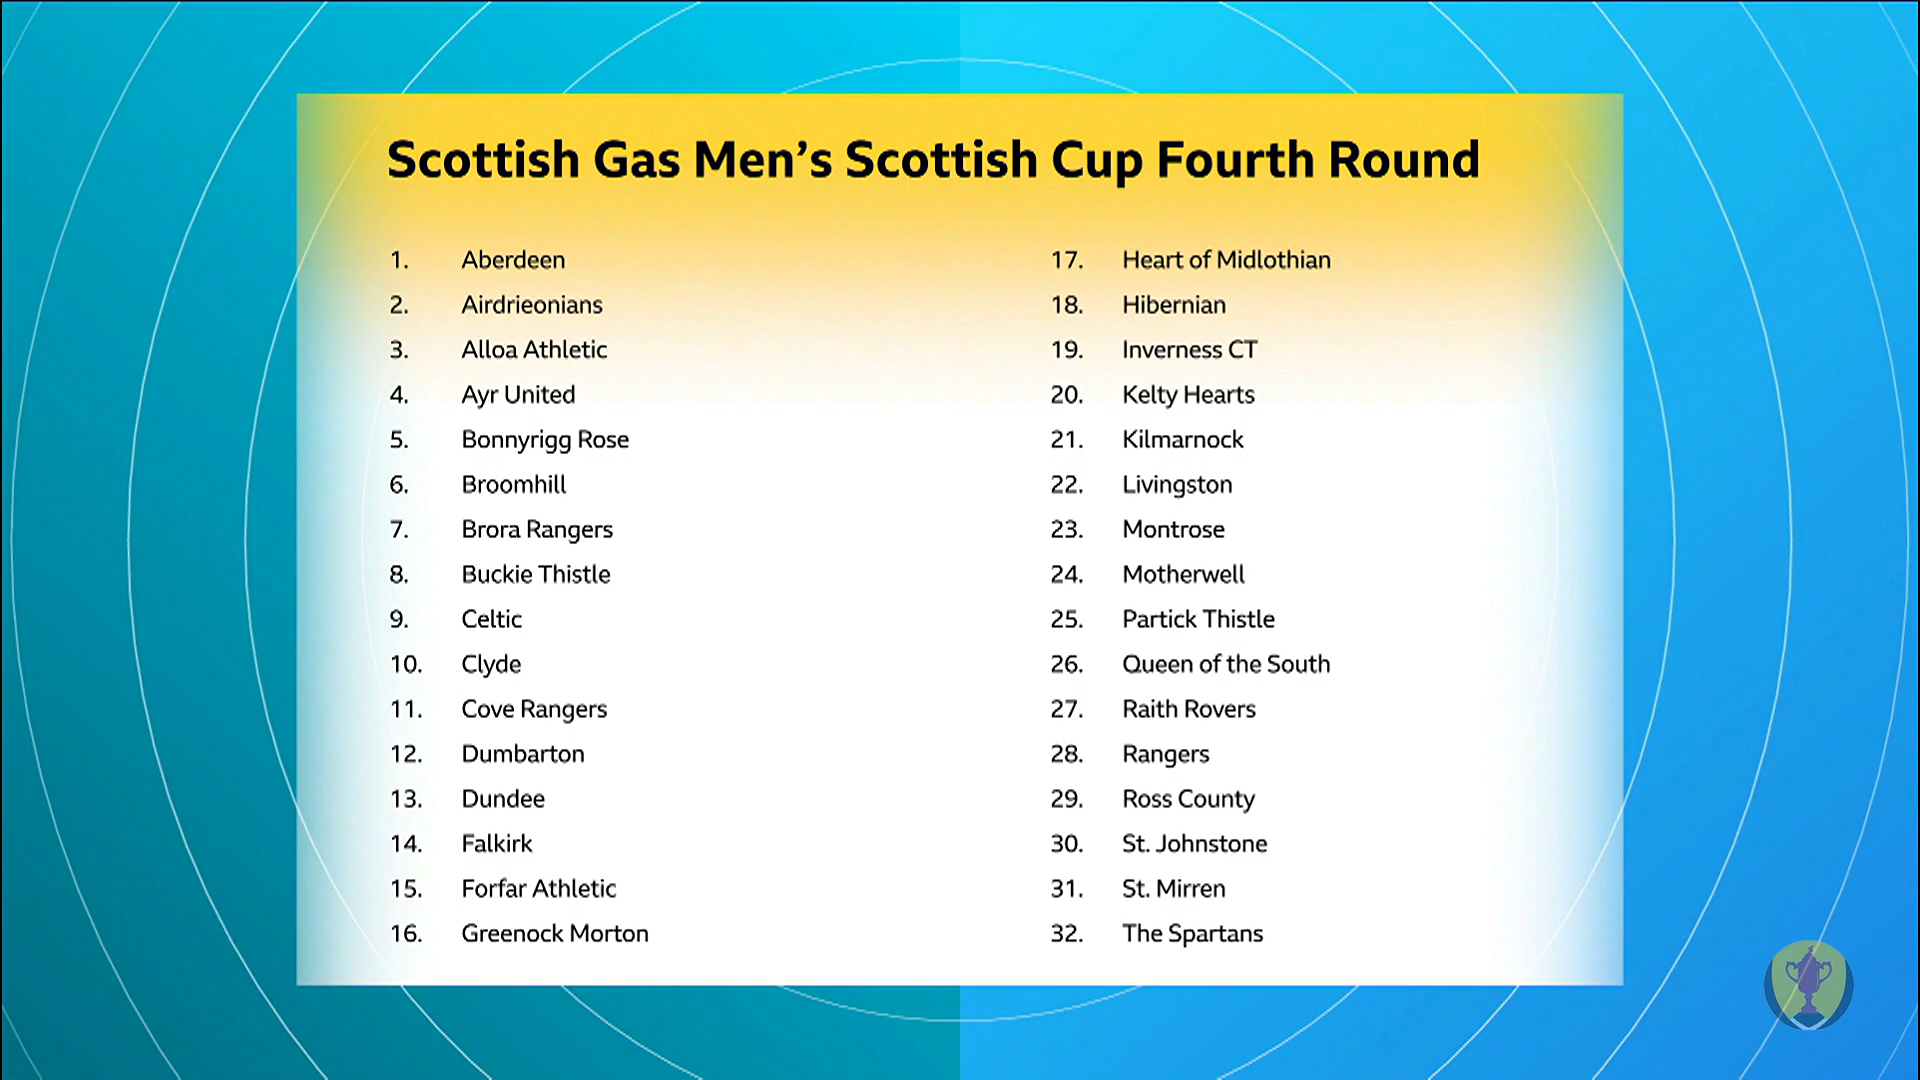 Scottish Gas Men's Scottish Cup Fourth Round
1. Aberdeen
2. Airdrieonians
3. Alloa Athletic
4. Ayr United
5. Bonnyrigg Rose
6. Broomhill
7. Brora Rangers
8. Buckie Thistle
9. Celtic
10. Clyde
11. Cove Rangers
12. Dumbarton
13. Dundee
14. Falkirk
15. Forfar Athletic
16. Greenock Morton
17. Heart of Midlothian
18. Hibernian
19. Inverness CT
20. Kelty Hearts
21. Kilmarnock
22. Livingston
23. Montrose
24. Motherwell
25. Partick Thistle
26. Queen of the South
27. Raith Rovers
28. Rangers
29. Ross County
30. St. Johnstone
31. St. Mirren
32. The Spartans